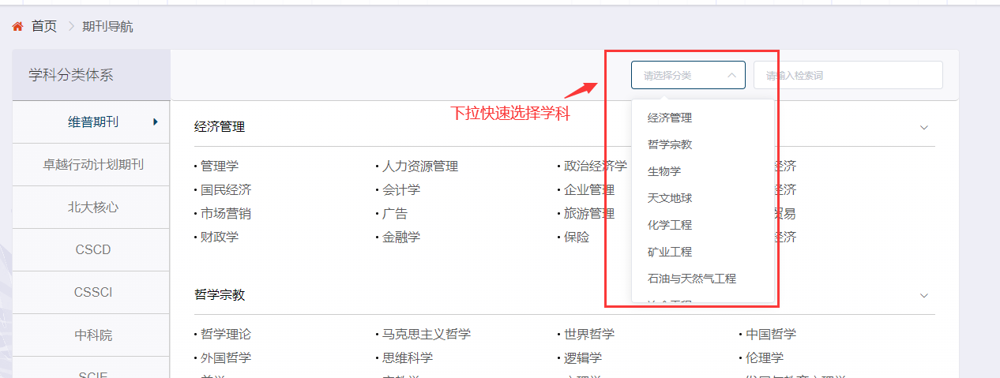 首页 > 期刊导航
学科分类体系
请选择分类
请输入检索词
下拉快速选择学科
维普期刊
卓越行动计划期刊
北大核心
CSCD
CSSCI
中科院
SCIE
经济管理
哲学宗教
生物学
天文地球
化学工程
矿业工程
石油与天然气工程
经济管理
• 管理学 • 人力资源管理 • 政治经济学 经济
• 国民经济 • 会计学 • 企业管理 经济
• 市场营销 • 广告 • 旅游管理 贸易
• 财政学 • 金融学 • 保险 经济
哲学宗教
• 哲学理论 • 马克思主义哲学 • 世界哲学 • 中国哲学
• 外国哲学 • 思维科学 • 逻辑学 • 伦理学